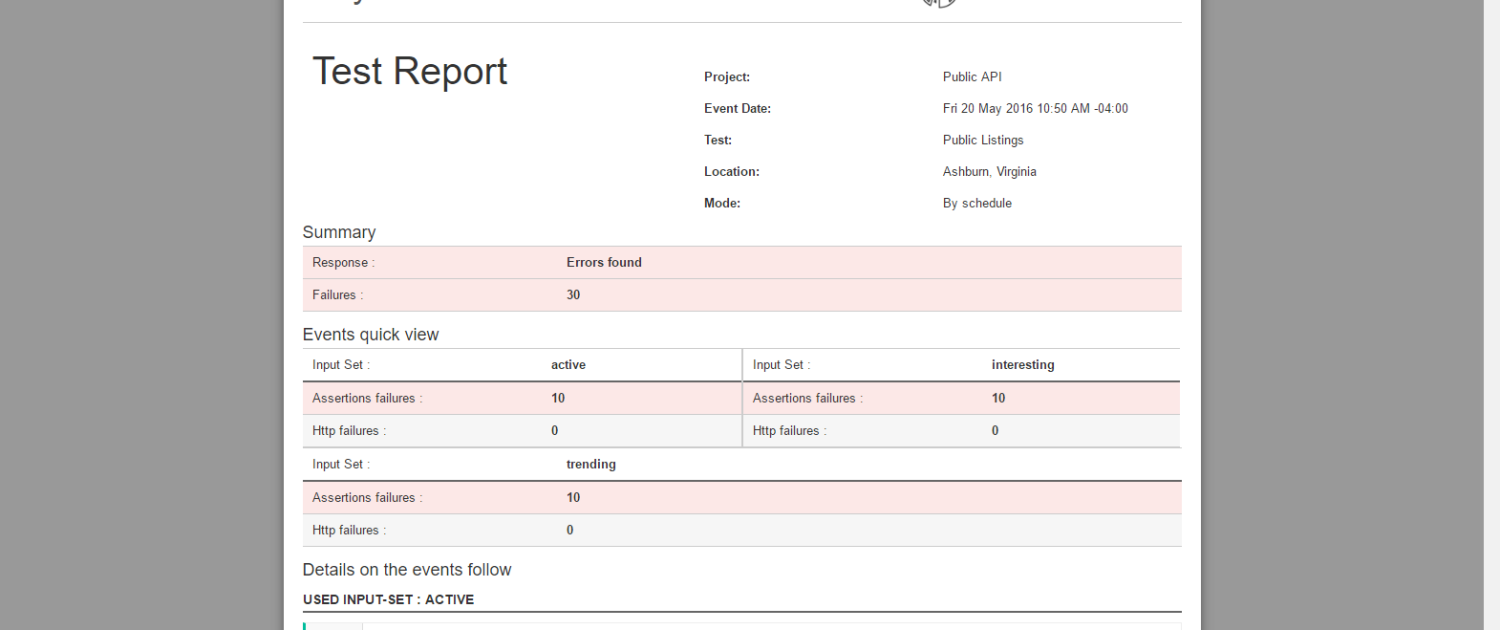 Test Report
Project: Public API
Event Date: Fri 20 May 2016 10:50 AM -04:00
Test: Public Listings
Location: Ashburn, Virginia
Mode: By schedule
Summary
Response : Errors found
Failures : 30
Events quick view
Input Set : active Input Set : interesting
Assertions failures : 10 Assertions failures : 10
Http failures : 0 Http failures : 0
Input Set : trending
Assertions failures : 10
Http failures : 0
Details on the events follow
USED INPUT-SET : ACTIVE